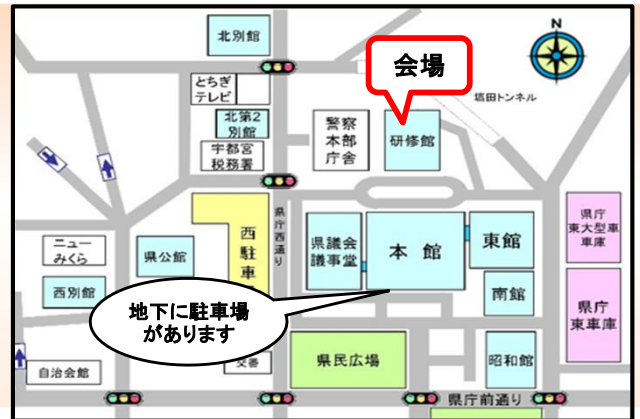 北別館
N
会場
とちぎ
テレビ
塙田トンネル
北第2
別館
警察
本部
庁舎
研修館
宇都宮
税務署
県庁西通り
県庁
東大型車
車庫
ニュー
みくら
県公館
西駐車
県議会
議事堂
本館
東館
西別館
南館
県庁
東車庫
地下に駐車場
があります
交番
県民広場
昭和館
自治会館
県庁前通り